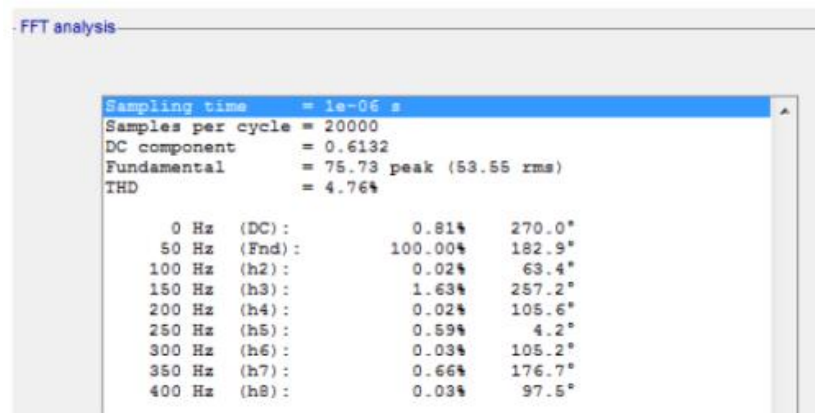 FFT analysis
Sampling time = 1e-06 s
Samples per cycle = 20000
DC component = 0.6132
Fundamental = 75.73 peak (53.55 rms)
THD = 4.76%
0 Hz (DC): 0.81% 270.0°
50 Hz (Fnd): 100.00% 182.9°
100 Hz (h2): 0.02% 63.4°
150 Hz (h3): 1.63% 257.2°
200 Hz (h4): 0.02% 105.6°
250 Hz (h5): 0.59% 4.2°
300 Hz (h6): 0.03% 105.2°
350 Hz (h7): 0.66% 176.7°
400 Hz (h8): 0.03% 97.5°